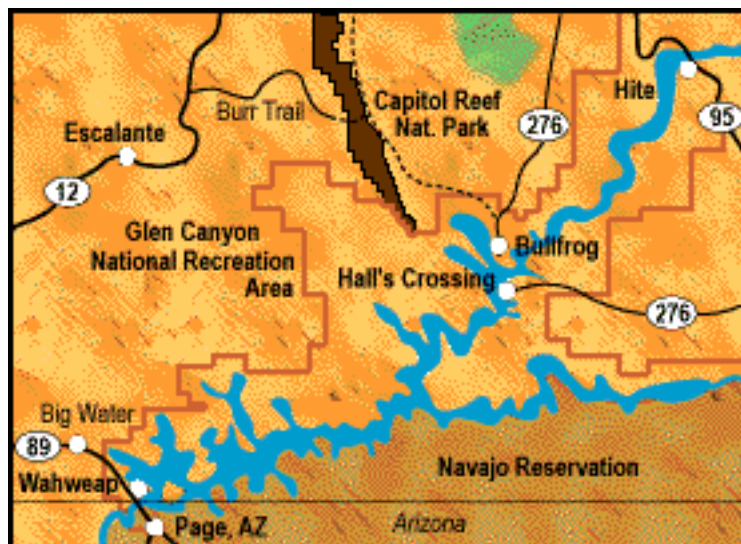 Hite
95
Capitol Reef
Nat. Park
276
Burr Trail
Escalante
12
Glen Canyon
National Recreation
Area
Bullfrog
Hall's Crossing
276
Big Water
89
Wahweap
Navajo Reservation
Page, AZ
Arizona